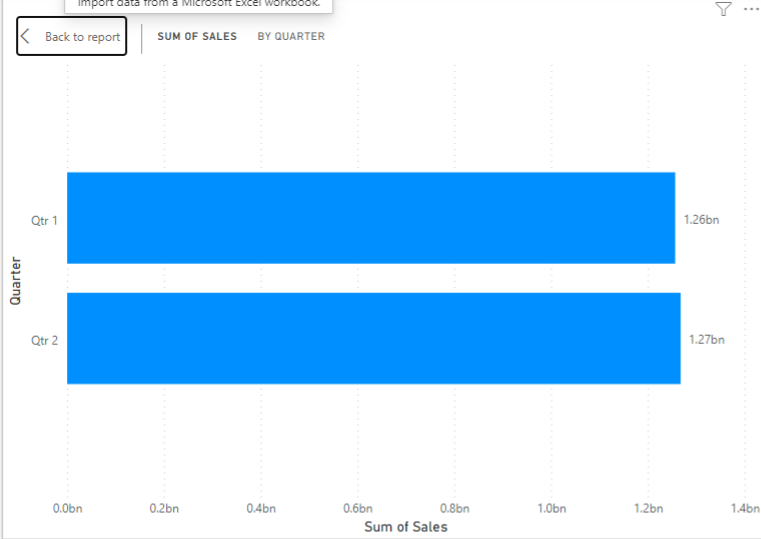 Import data from a Microsoft Excel workbook.
Back to report SUM OF SALES BY QUARTER
Qtr 1 1.26bn
Quarter
Qtr 2 1.27bn
0.0bn 0.2bn 0.4bn 0.6bn 0.8bn 1.0bn 1.2bn 1.4bn
Sum of Sales